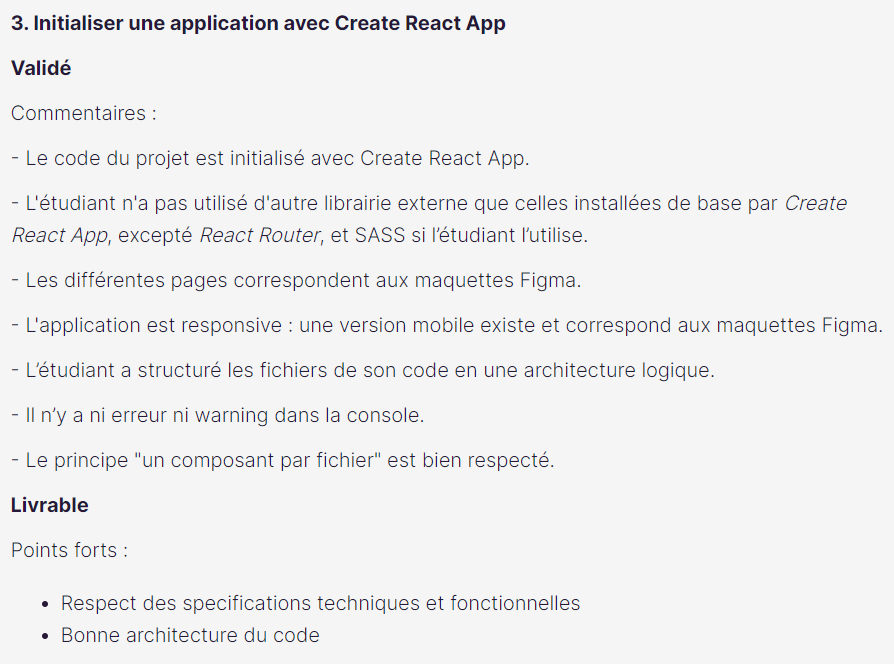 3. Initialiser une application avec Create React App
Validé
Commentaires :
- Le code du projet est initialisé avec Create React App.
- L'étudiant n'a pas utilisé d'autre librairie externe que celles installées de base par Create
React App, excepté React Router, et SASS si l’étudiant l’utilise.
- Les différentes pages correspondent aux maquettes Figma.
- L'application est responsive : une version mobile existe et correspond aux maquettes Figma.
- L’étudiant a structuré les fichiers de son code en une architecture logique.
- Il n’y a ni erreur ni warning dans la console.
- Le principe "un composant par fichier" est bien respecté.
Livrable
Points forts :
• Respect des specifications techniques et fonctionnelles
• Bonne architecture du code